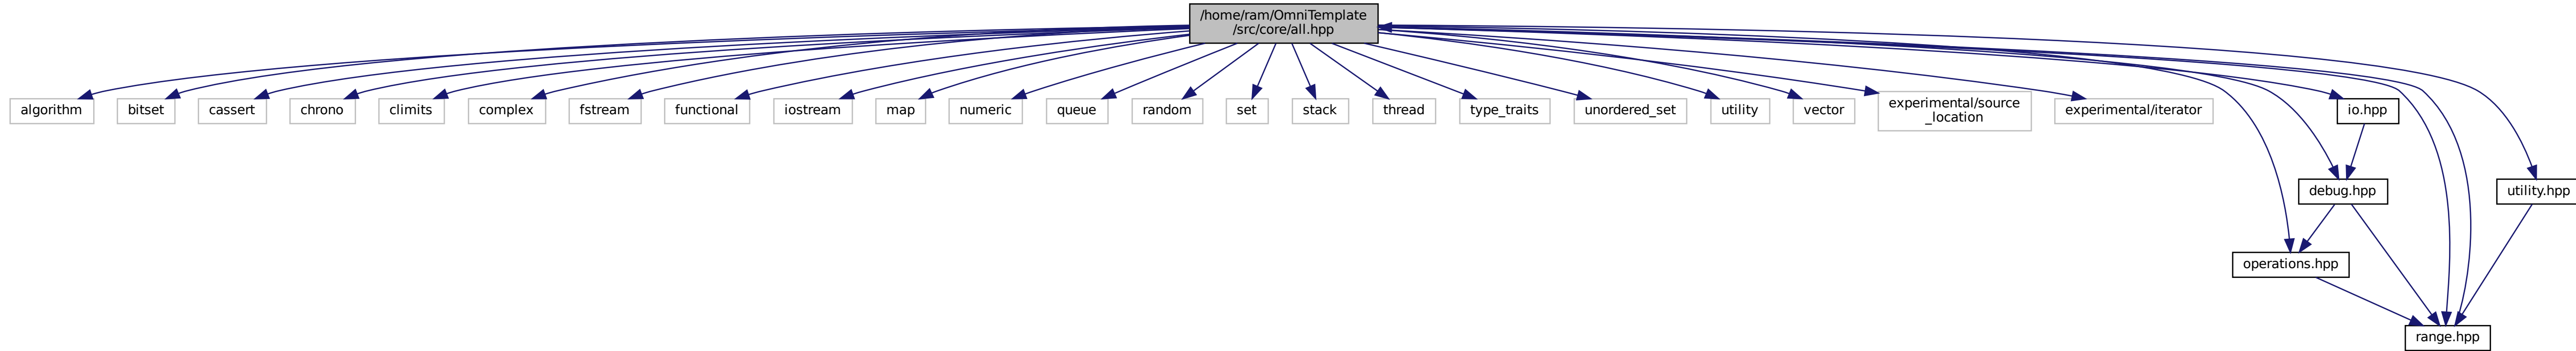 /home/ram/OmniTemplate
/src/core/all.hpp
algorithm
bitset
cassert
chrono
climits
complex
fstream
functional
iostream
map
numeric
queue
random
set
stack
thread
type_traits
unordered_set
utility
vector
experimental/source
_location
experimental/iterator
io.hpp
debug.hpp
utility.hpp
operations.hpp
range.hpp